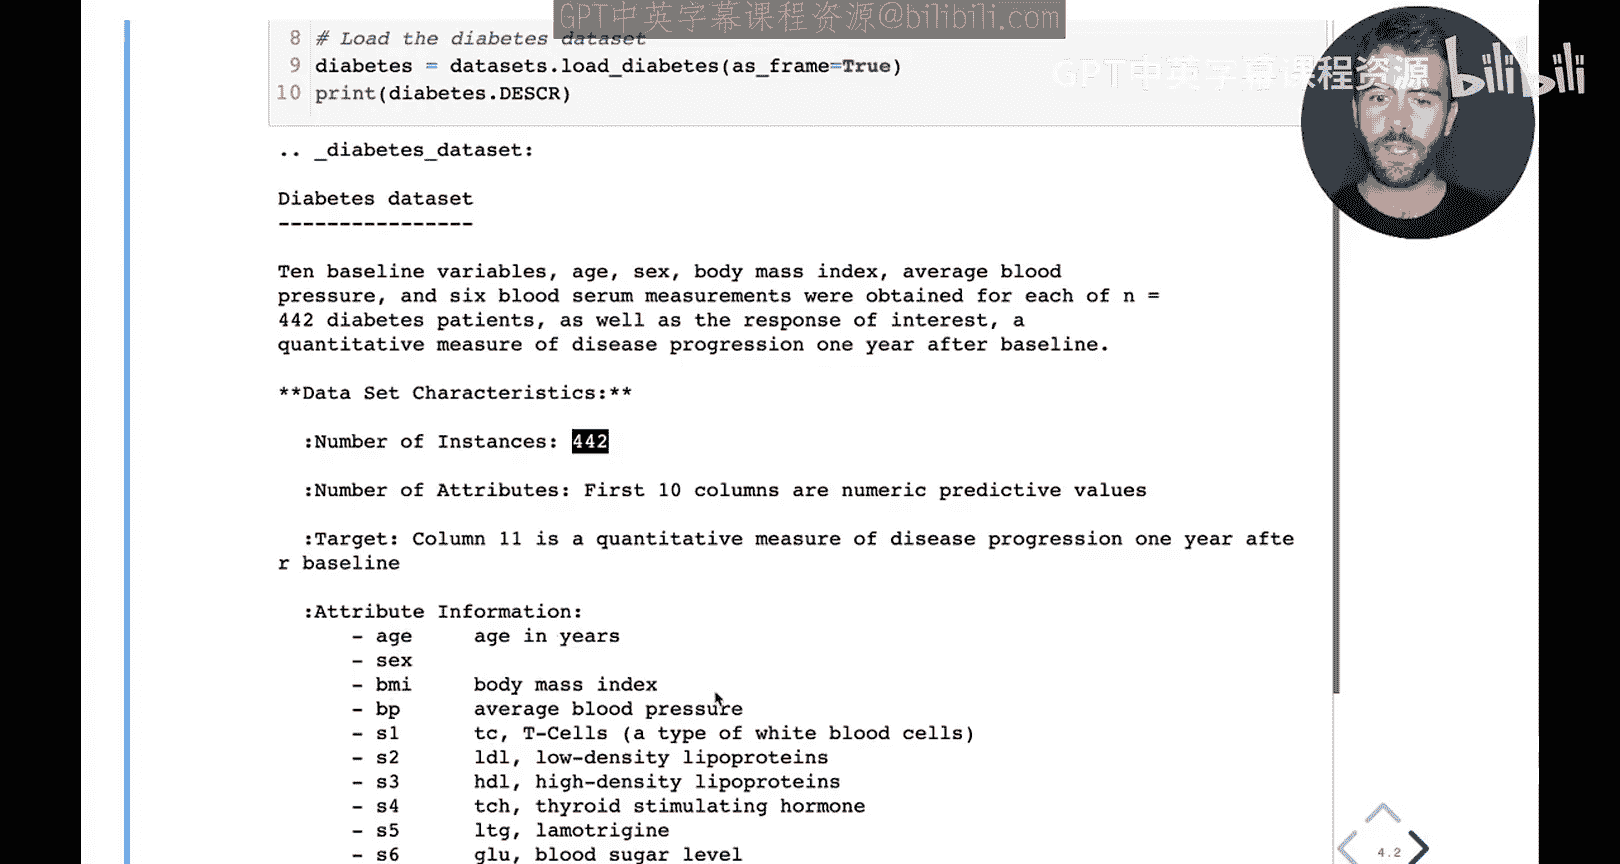 GPT中英字幕课程资源@bilibili.com
GPT中英字幕课程资源 bilibili
8 # Load the diabetes dataset
9 diabetes = datasets.load_diabetes(as_frame=True)
10 print(diabetes.DESCR)
.. _diabetes_dataset:
Diabetes dataset
----------------
Ten baseline variables, age, sex, body mass index, average blood
pressure, and six blood serum measurements were obtained for each of n =
442 diabetes patients, as well as the response of interest, a
quantitative measure of disease progression one year after baseline.
**Data Set Characteristics:**
:Number of Instances: 442
:Number of Attributes: First 10 columns are numeric predictive values
:Target: Column 11 is a quantitative measure of disease progression one year afte
r baseline
:Attribute Information:
- age age in years
- sex
- bmi body mass index
- bp average blood pressure
- s1 tc, T-Cells (a type of white blood cells)
- s2 ldl, low-density lipoproteins
- s3 hdl, high-density lipoproteins
- s4 tch, thyroid stimulating hormone
- s5 ltg, lamotrigine
- s6 glu, blood sugar level
4.2